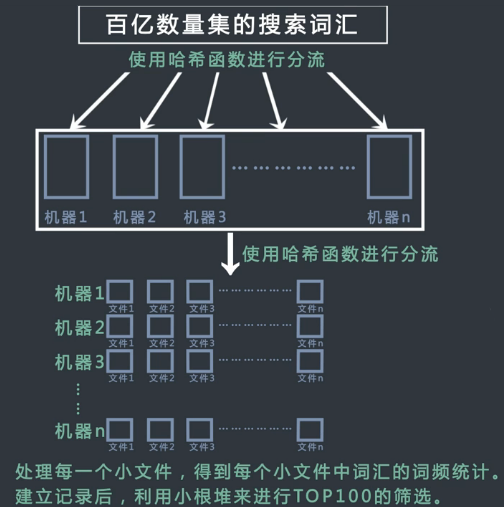 百亿数量集的搜索词汇
使用哈希函数进行分流
机器1 机器2 机器3 ……………… 机器n
使用哈希函数进行分流
机器1 文件1 文件2 文件3 ……………… 文件n
机器2 文件1 文件2 文件3 ……………… 文件n
机器3 文件1 文件2 文件3 ……………… 文件n
……
机器n 文件1 文件2 文件3 ……………… 文件n
处理每一个小文件，得到每个小文件中词汇的词频统计。
建立记录后，利用小根堆来进行TOP100的筛选。